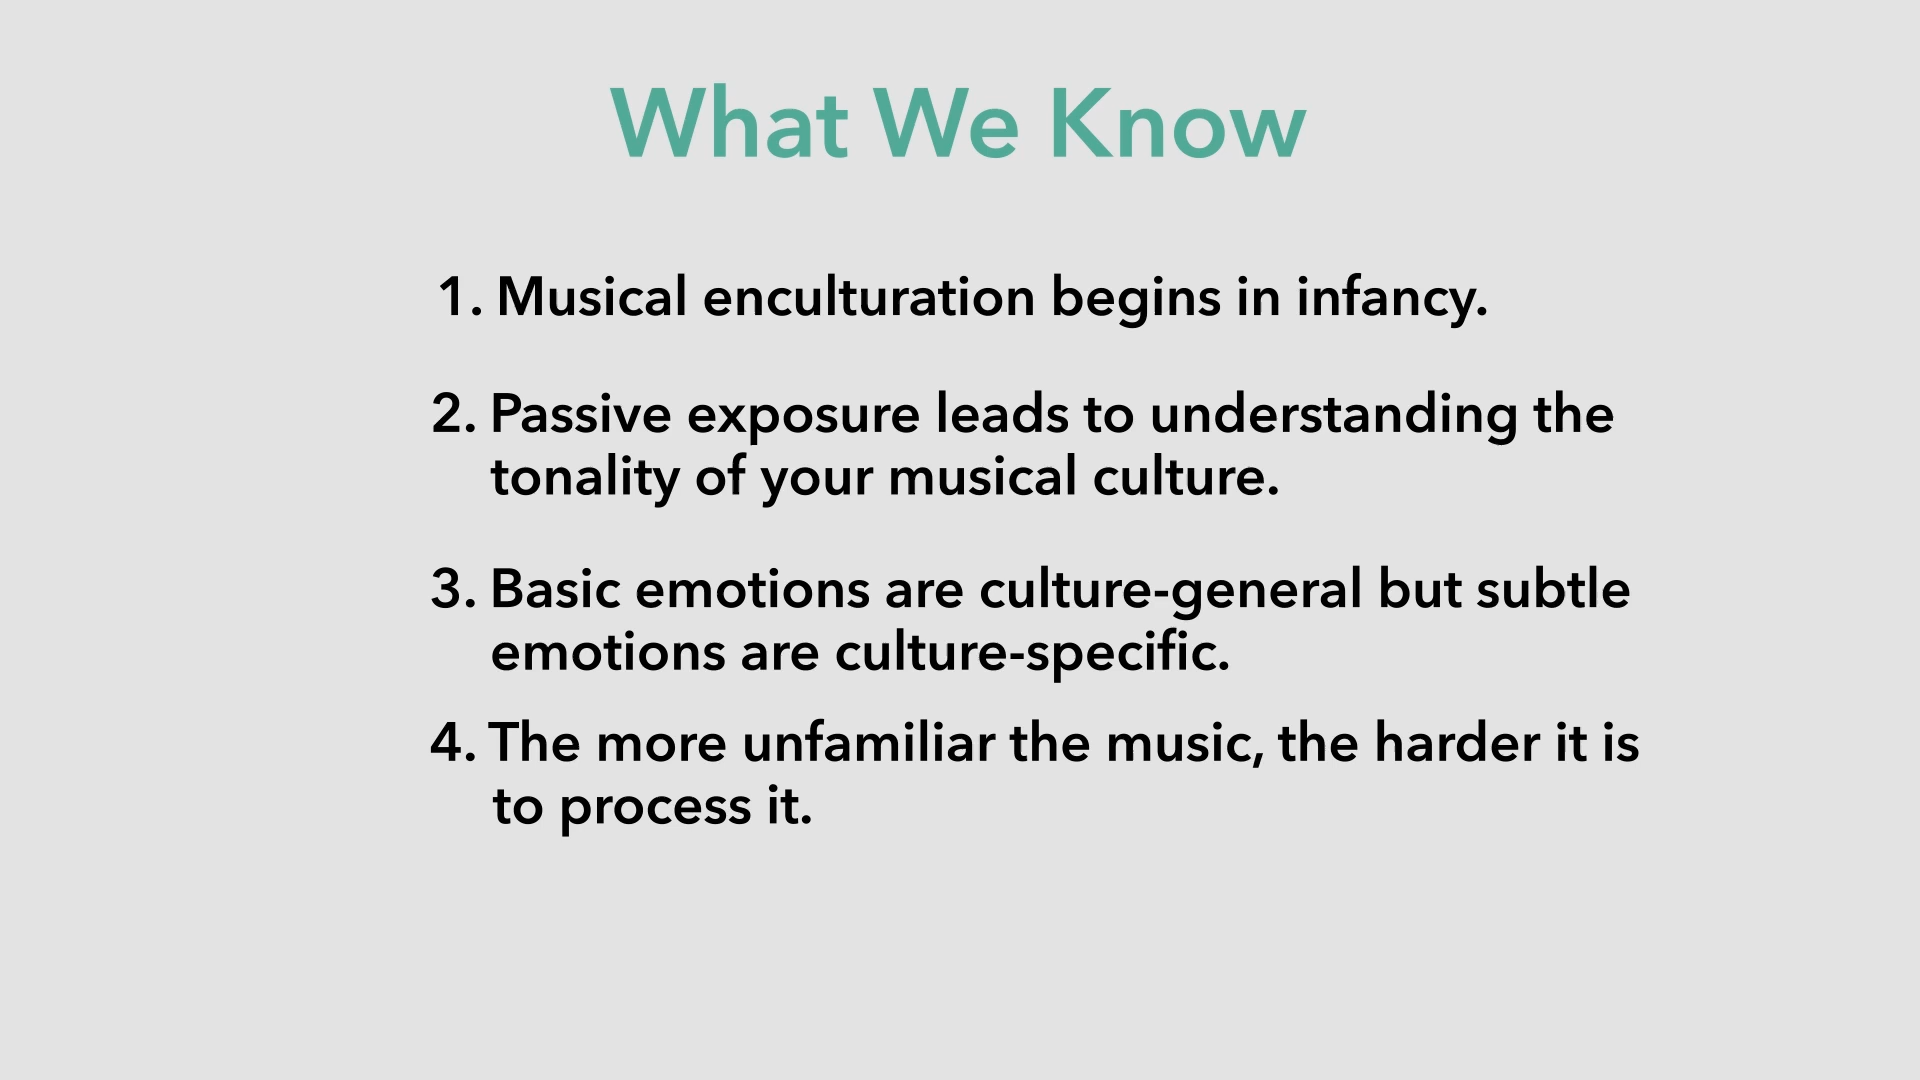 What We Know
1. Musical enculturation begins in infancy.
2. Passive exposure leads to understanding the
tonality of your musical culture.
3. Basic emotions are culture-general but subtle
emotions are culture-specific.
4. The more unfamiliar the music, the harder it is
to process it.